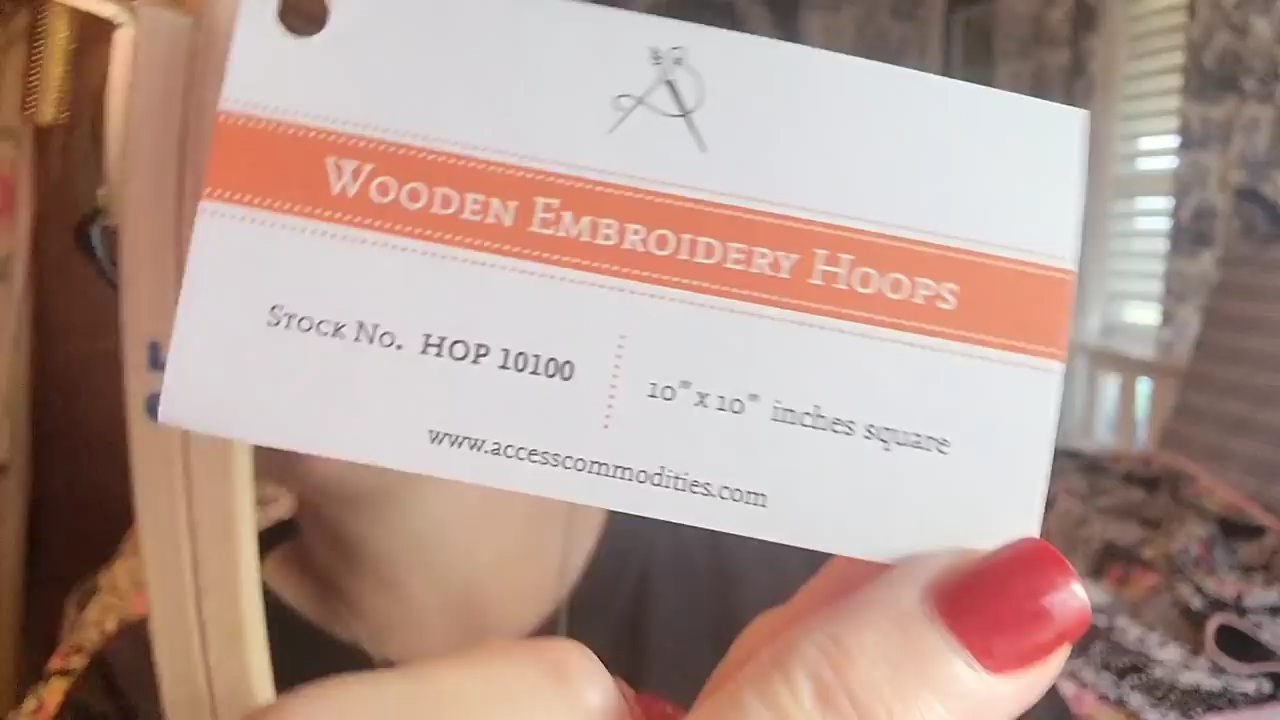 Wooden Embroidery Hoops
Stock No. HOP 10100
10" x 10" inches square
www.accesscommodities.com